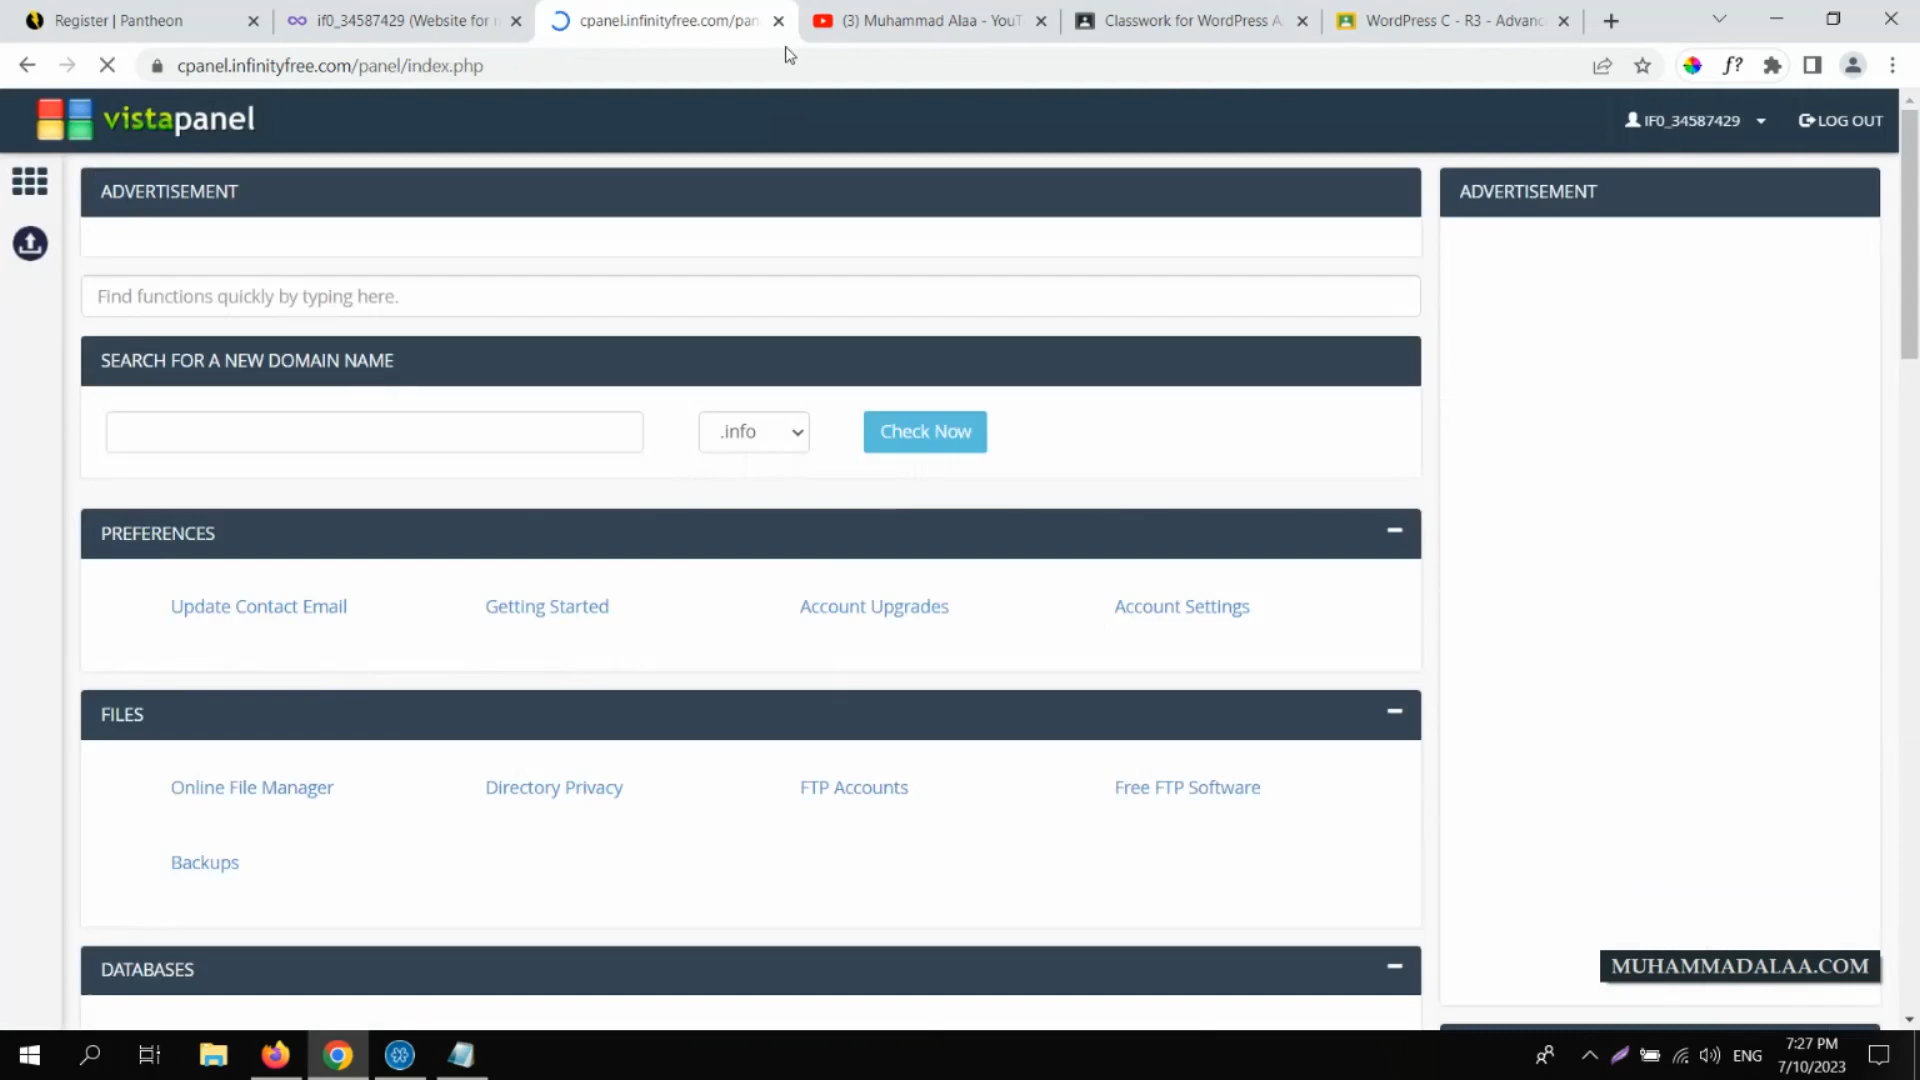 Register | Pantheon
if0_34587429 (Website for
cpanel.infinityfree.com/pan
(3) Muhammad Alaa - YouT
Classwork for WordPress A
WordPress C - R3 - Advanc
cpanel.infinityfree.com/panel/index.php
f?
vistapanel
IF0_34587429
LOG OUT
ADVERTISEMENT
ADVERTISEMENT
Find functions quickly by typing here.
SEARCH FOR A NEW DOMAIN NAME
.info
Check Now
PREFERENCES
Update Contact Email
Getting Started
Account Upgrades
Account Settings
FILES
Online File Manager
Directory Privacy
FTP Accounts
Free FTP Software
Backups
DATABASES
MUHAMMADALAA.COM
ENG
7:27 PM
7/10/2023